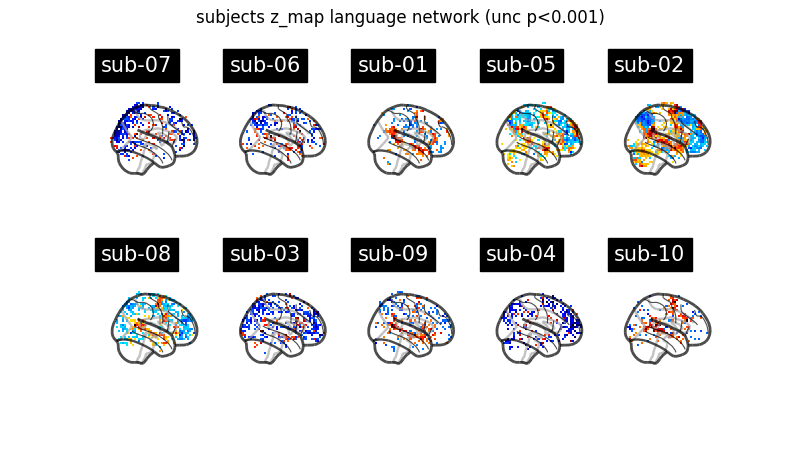 subjects z_map language network (unc p<0.001)
sub-07 sub-06 sub-01 sub-05 sub-02
sub-08 sub-03 sub-09 sub-04 sub-10